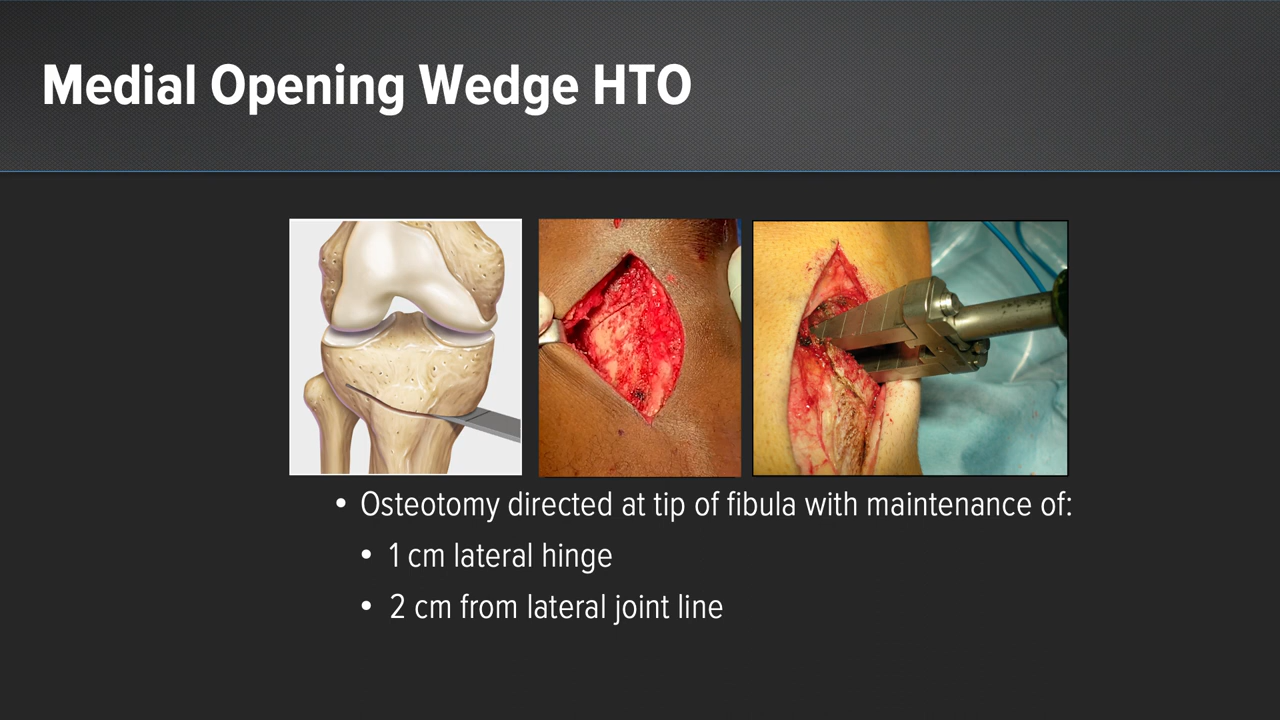 Medial Opening Wedge HTO
• Osteotomy directed at tip of fibula with maintenance of:
• 1 cm lateral hinge
• 2 cm from lateral joint line